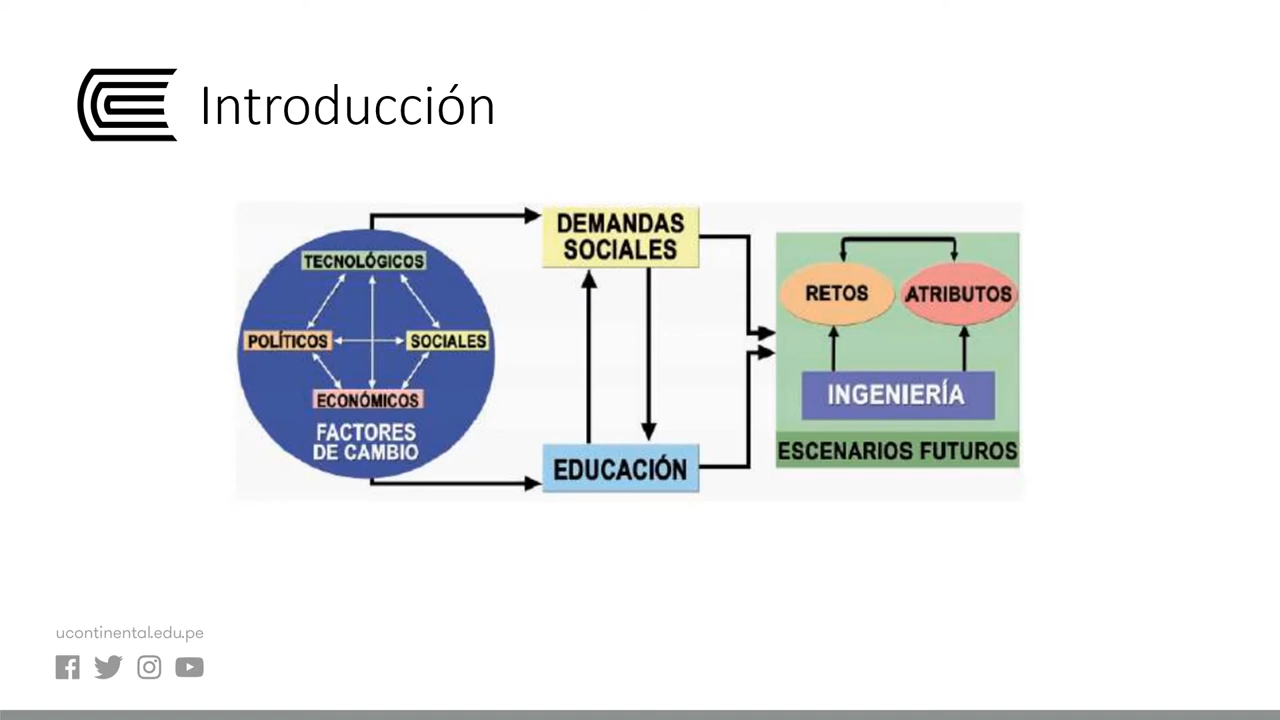 Introducción
TECNOLÓGICOS
POLÍTICOS
SOCIALES
ECONÓMICOS
FACTORES
DE CAMBIO
DEMANDAS
SOCIALES
EDUCACIÓN
RETOS
ATRIBUTOS
INGENIERÍA
ESCENARIOS FUTUROS
ucontinental.edu.pe